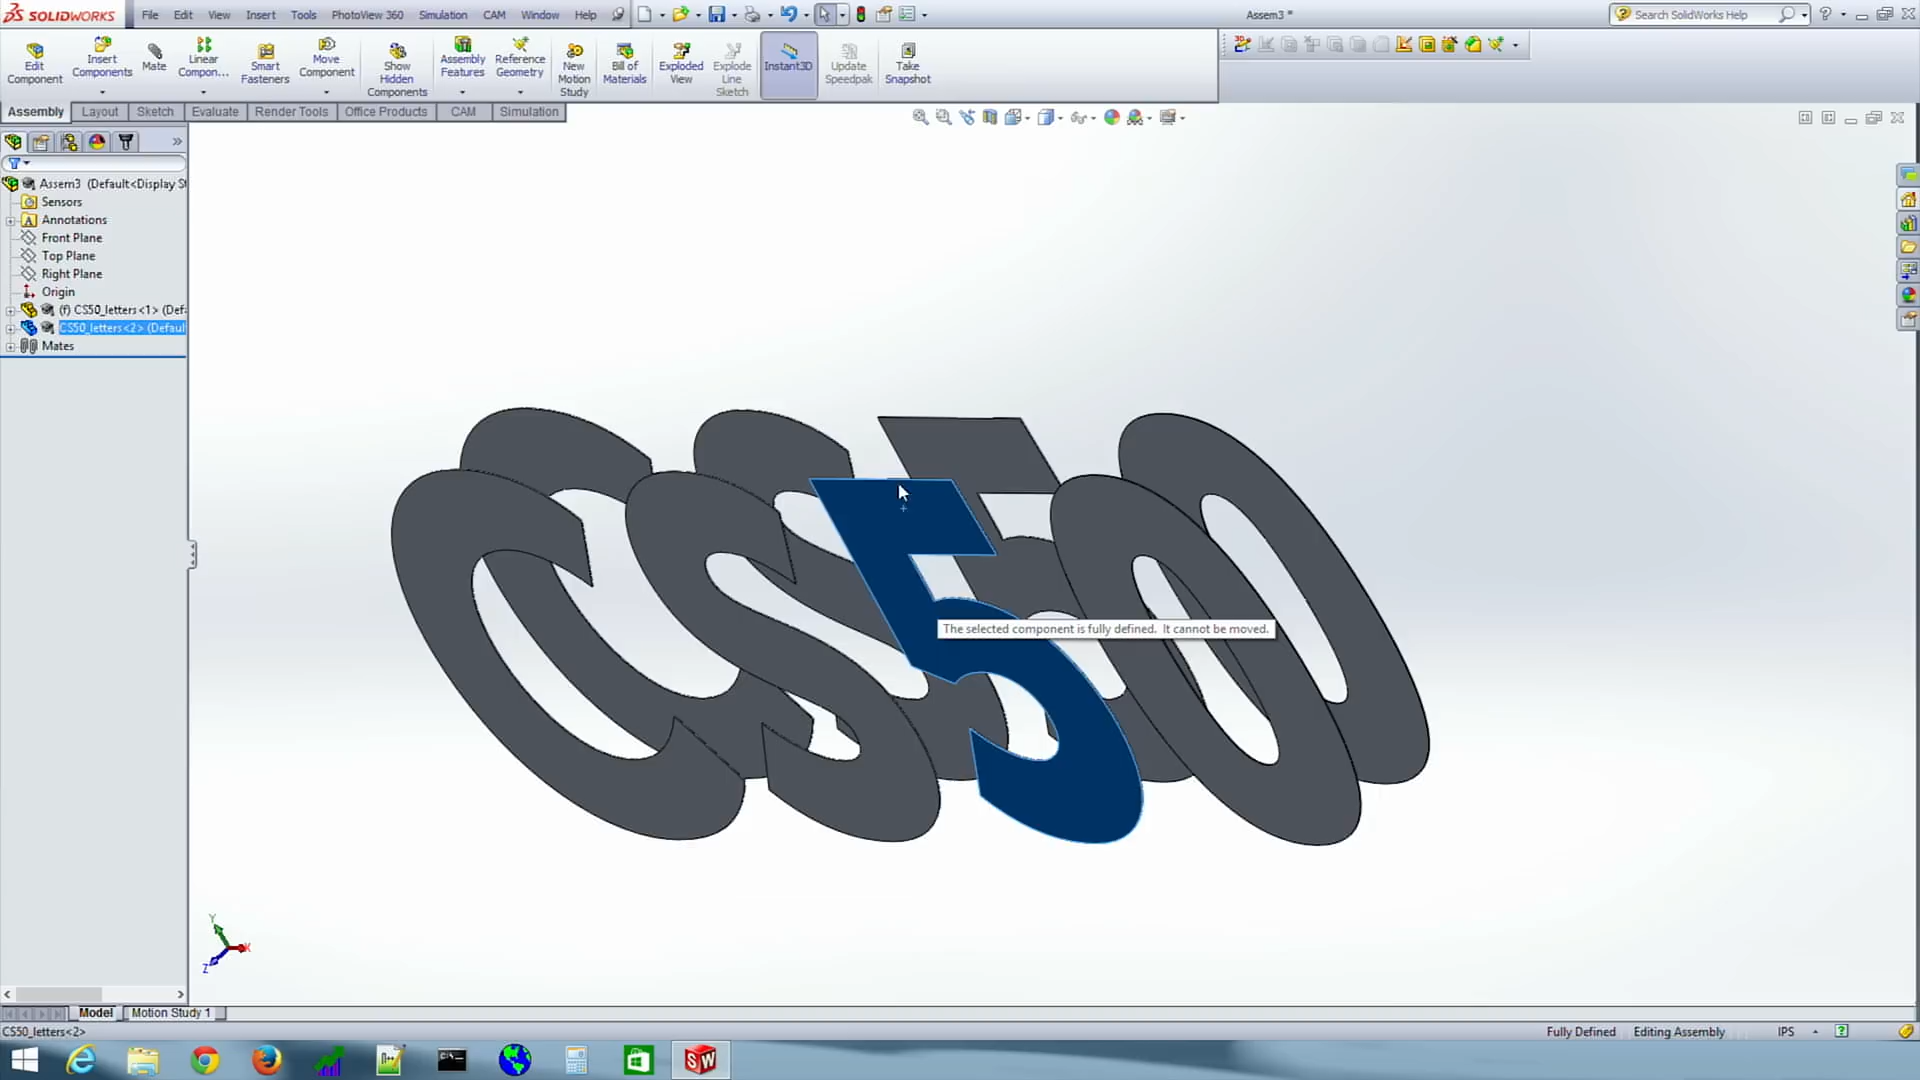 SOLIDWORKS File Edit View Insert Tools PhotoView 360 Simulation CAM Window Help Assem3 * Search SolidWorks Help ?
Edit Component
Insert Components
Mate
Linear Compon...
Smart Fasteners
Move Component
Show Hidden Components
Assembly Features
Reference Geometry
New Motion Study
Bill of Materials
Exploded View
Explode Line Sketch
Instant3D
Update Speedpak
Take Snapshot
Assembly Layout Sketch Evaluate Render Tools Office Products CAM Simulation
Assem3 (Default<Display St
Sensors
Annotations
Front Plane
Top Plane
Right Plane
Origin
(f) CS50_letters<1> (Def
CS50_letters<2> (Defaul
Mates
CS50
CS50
The selected component is fully defined. It cannot be moved.
Y
X
Z
Model Motion Study 1
CS50_letters<2> Fully Defined Editing Assembly IPS ?
SW